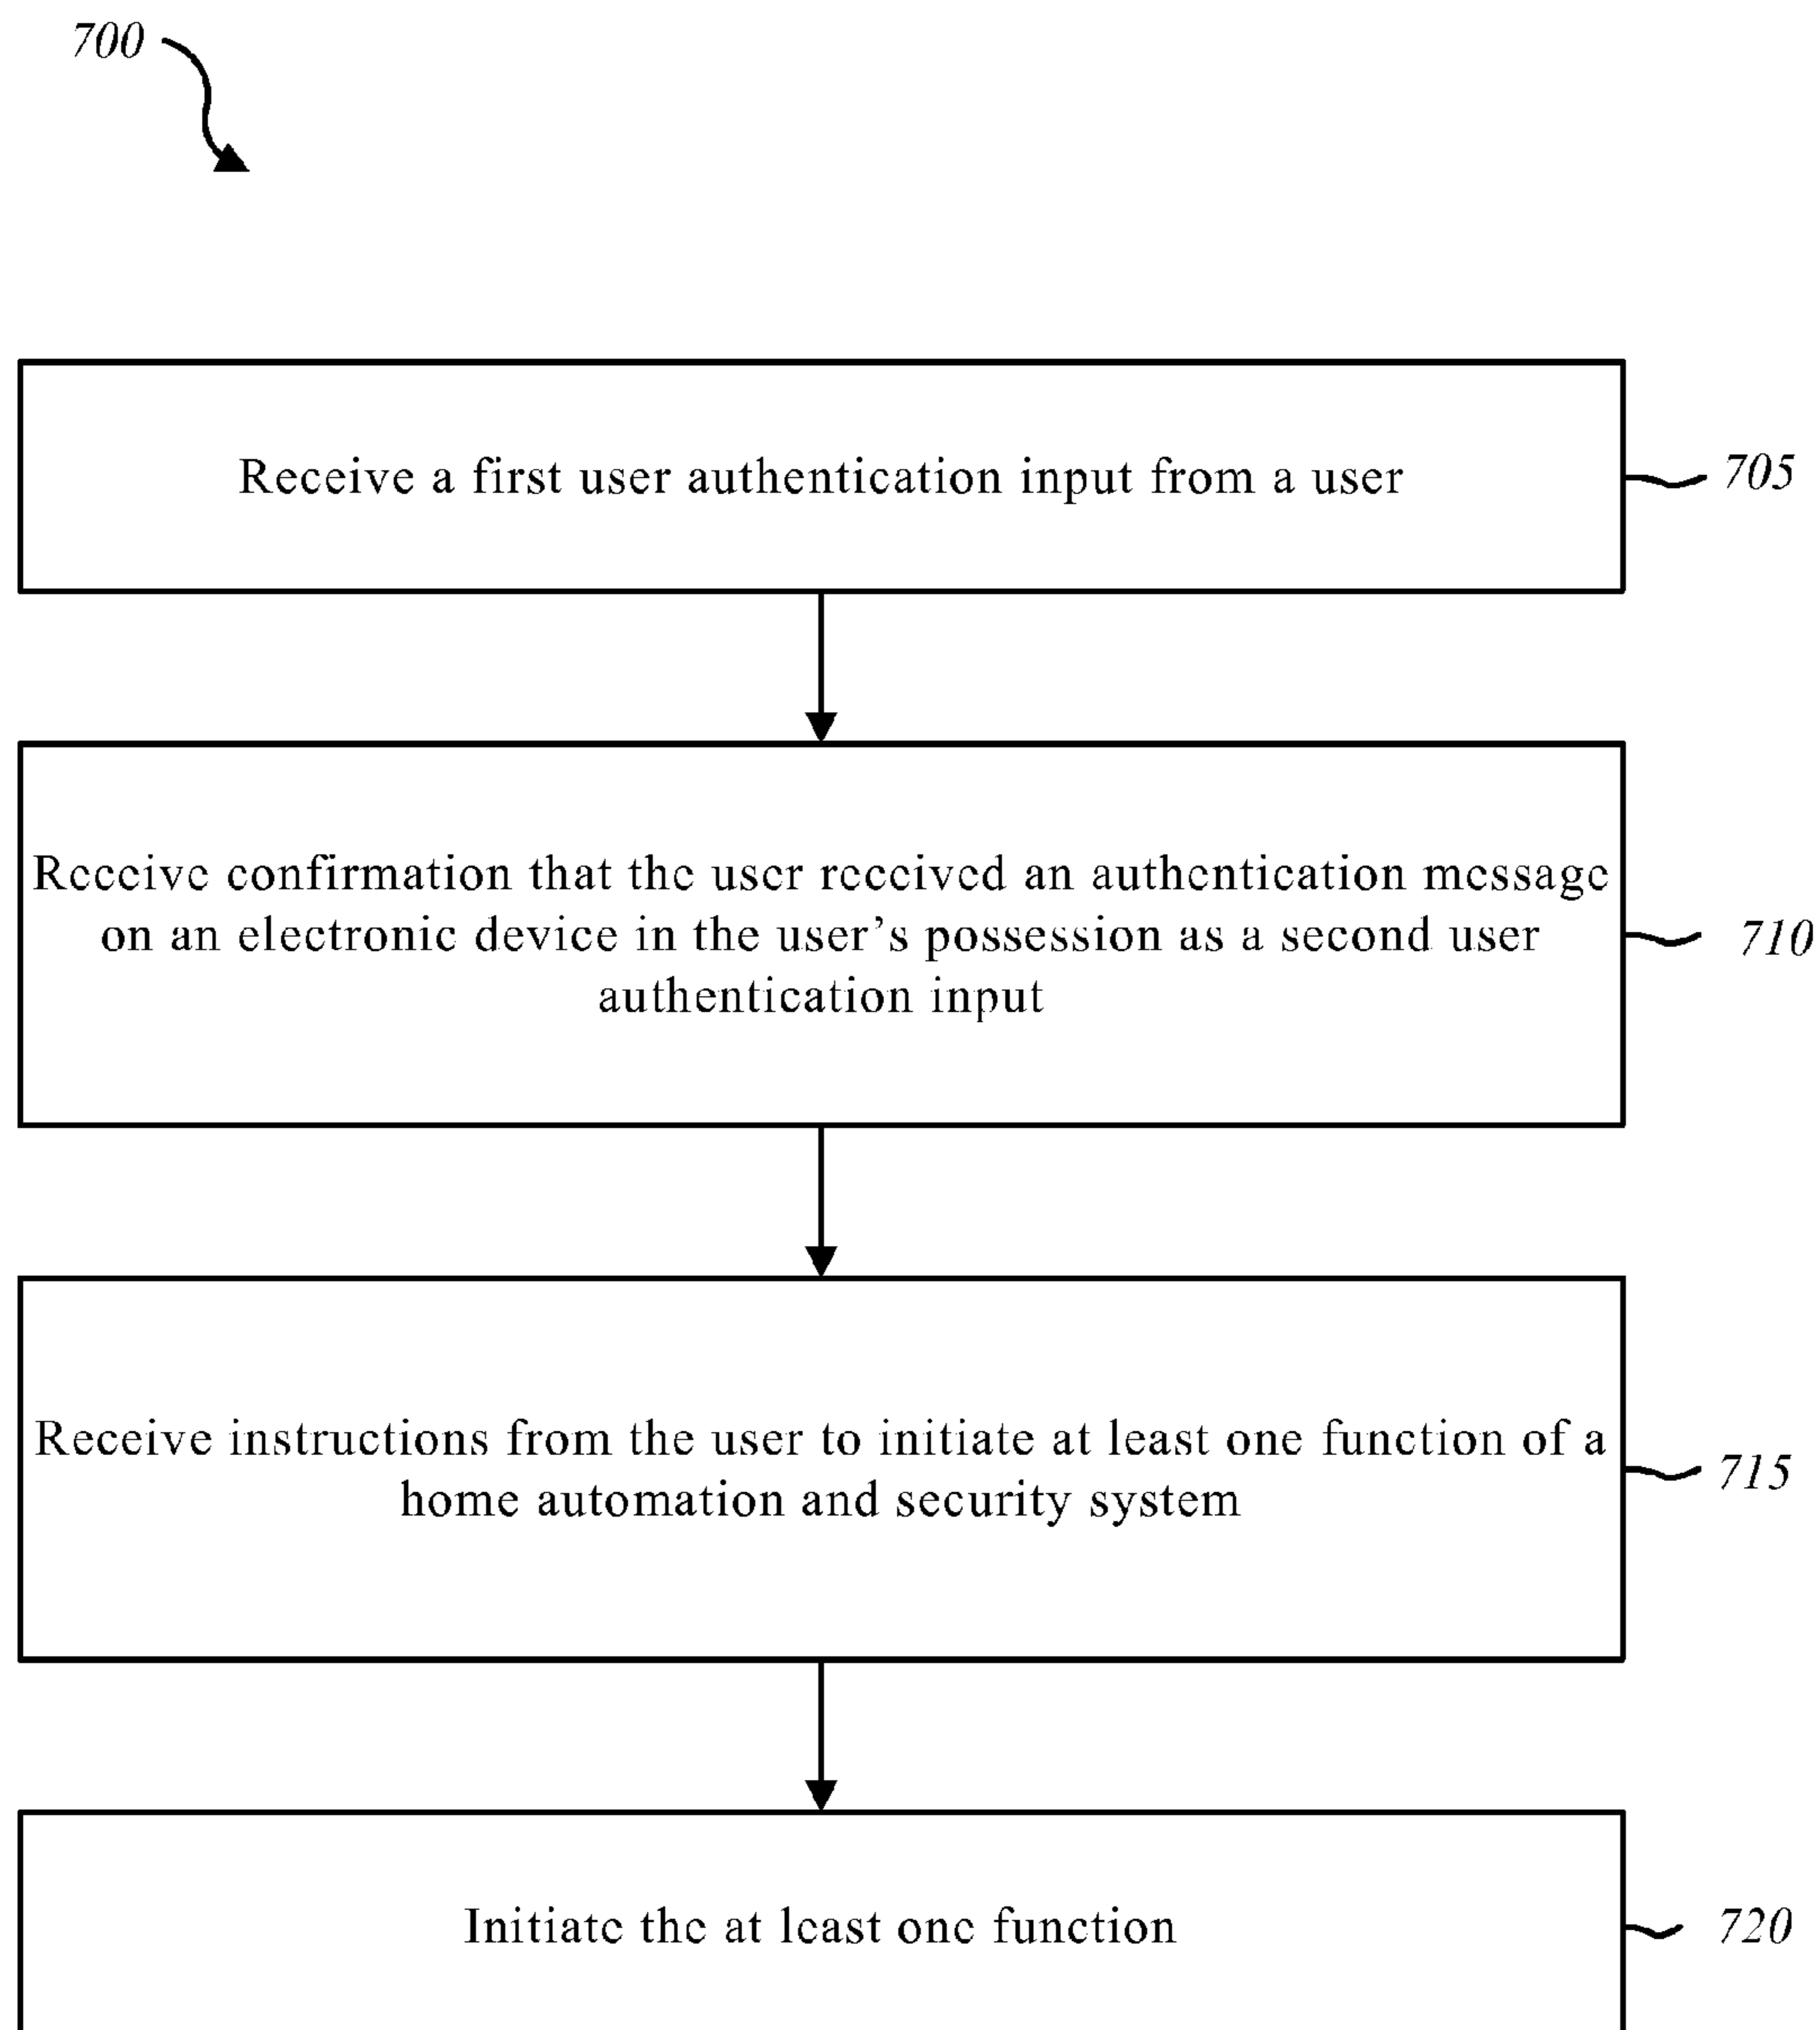 700
Receive a first user authentication input from a user
705
Receive confirmation that the user received an authentication message
on an electronic device in the user's possession as a second user
authentication input
710
Receive instructions from the user to initiate at least one function of a
home automation and security system
715
Initiate the at least one function
720